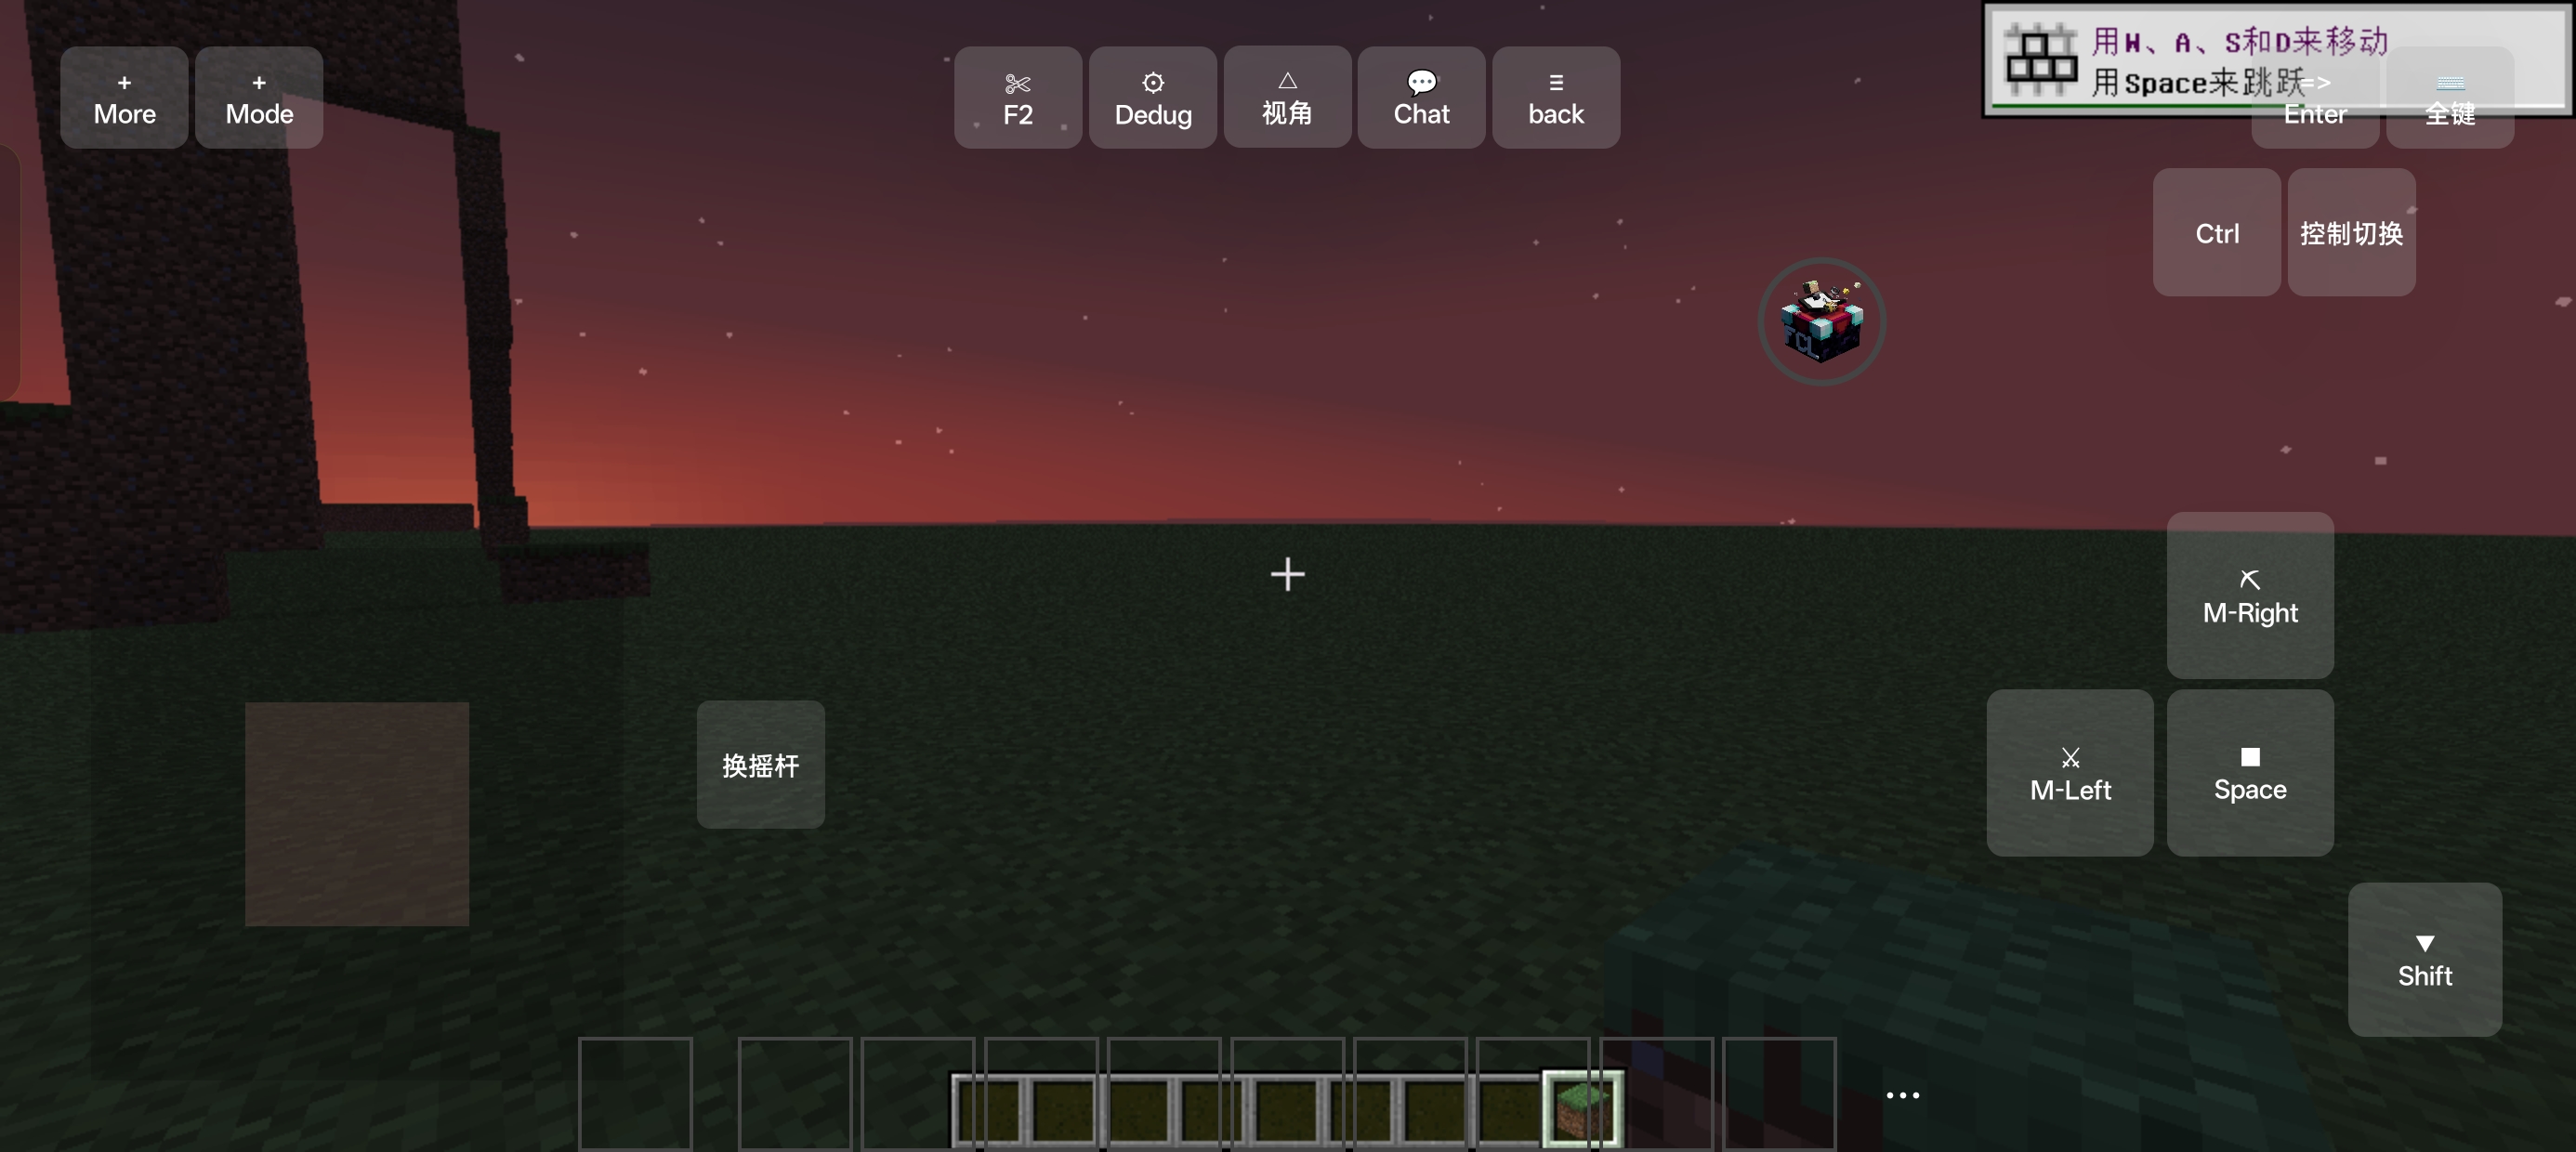 用W、A、S和D来移动
用Space来跳跃
+
More
+
Mode
F2
Dedug
视角
Chat
back
=>
Enter
全键
Ctrl
控制切换
FCL
M-Right
换摇杆
M-Left
Space
Shift
...